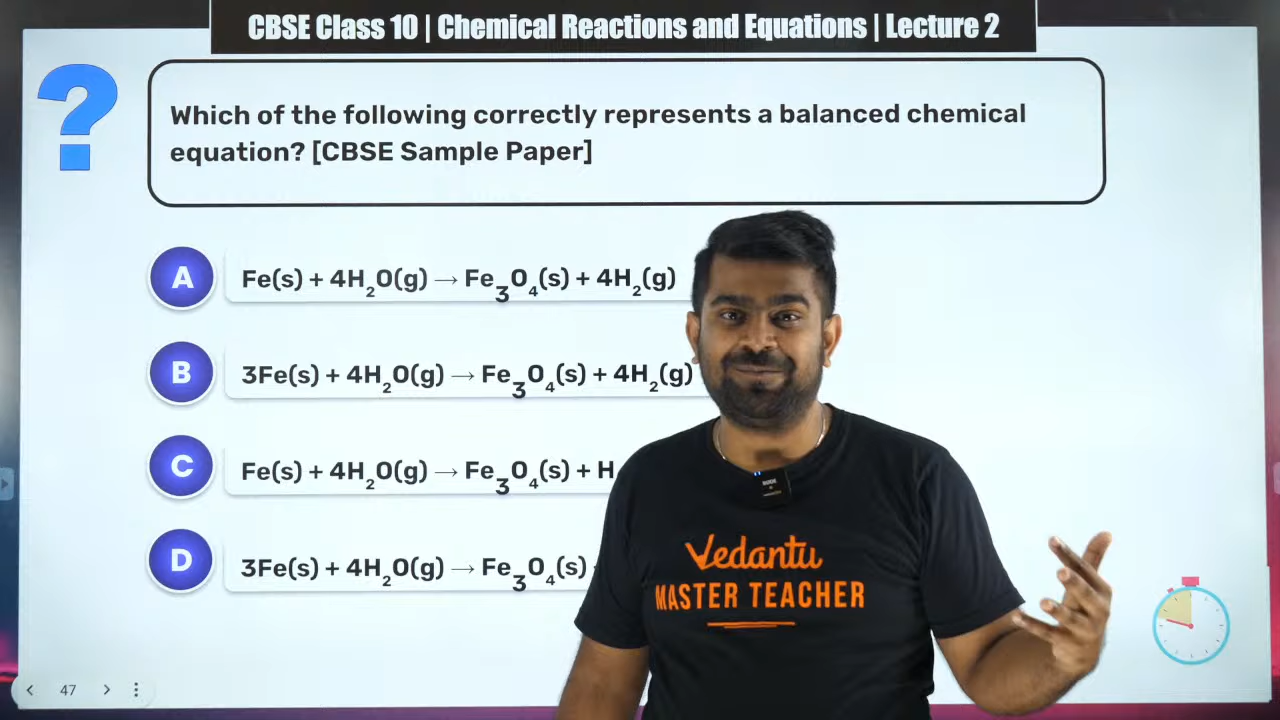 CBSE Class 10 | Chemical Reactions and Equations | Lecture 2
?
Which of the following correctly represents a balanced chemical
equation? [CBSE Sample Paper]
A Fe(s) + 4H₂O(g) → Fe₃O₄(s) + 4H₂(g)
B 3Fe(s) + 4H₂O(g) → Fe₃O₄(s) + 4H₂(g)
C Fe(s) + 4H₂O(g) → Fe₃O₄(s) + H
D 3Fe(s) + 4H₂O(g) → Fe₃O₄(s)
Vedantu
MASTER TEACHER
47